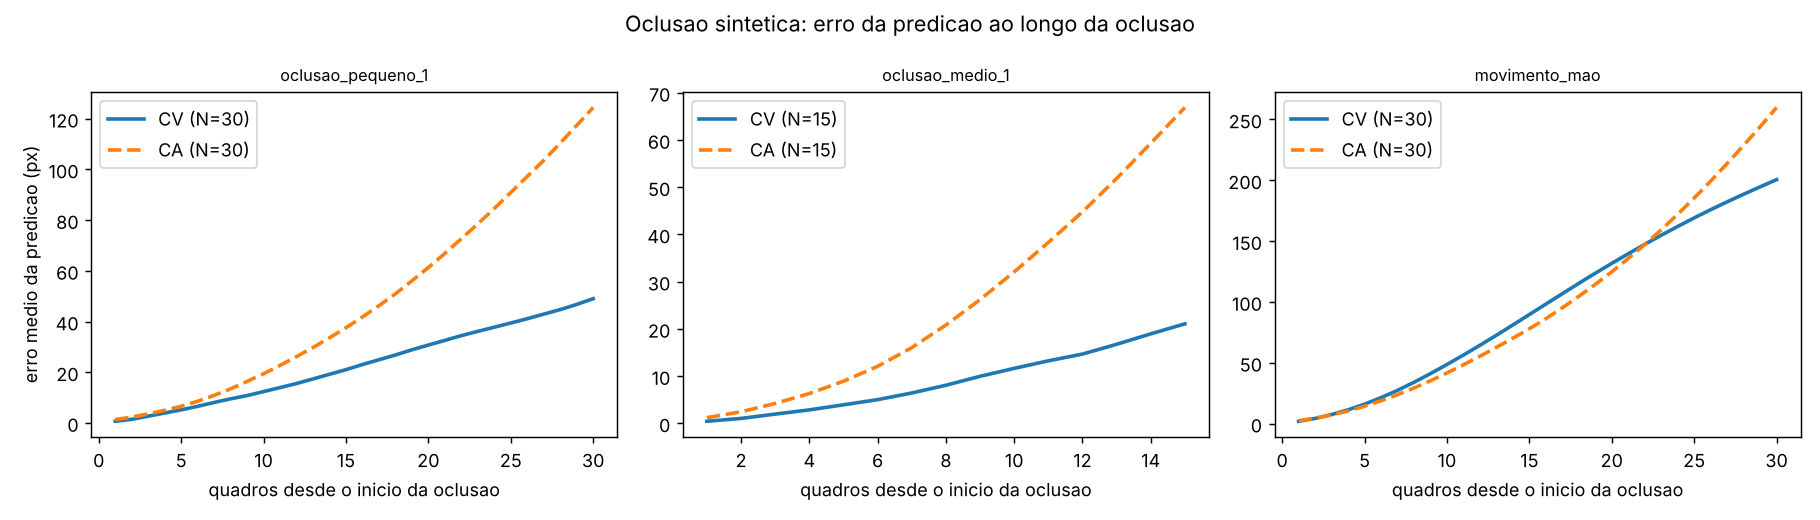 Oclusao sintetica: erro da predicao ao longo da oclusao
oclusao_pequeno_1
CV (N=30)
CA (N=30)
erro medio da predicao (px)
120
100
80
60
40
20
0
0 5 10 15 20 25 30
quadros desde o inicio da oclusao
oclusao_medio_1
CV (N=15)
CA (N=15)
70
60
50
40
30
20
10
0
2 4 6 8 10 12 14
quadros desde o inicio da oclusao
movimento_mao
CV (N=30)
CA (N=30)
250
200
150
100
50
0
0 5 10 15 20 25 30
quadros desde o inicio da oclusao